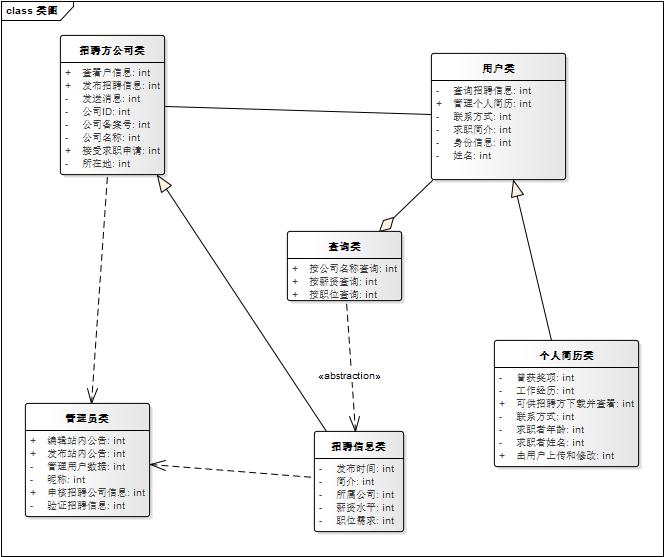 class 类图
招聘方公司类
+ 查看户信息: int
+ 发布招聘信息: int
- 发送消息: int
- 公司ID: int
- 公司备案号: int
- 公司名称: int
+ 接受求职申请: int
- 所在地: int
用户类
- 查询招聘信息: int
+ 管理个人简历: int
- 联系方式: int
- 求职简介: int
- 身份信息: int
- 姓名: int
查询类
+ 按公司名称查询: int
+ 按薪资查询: int
+ 按职位查询: int
«abstraction»
个人简历类
- 曾获奖项: int
- 工作经历: int
+ 可供招聘方下载并查看: int
- 联系方式: int
- 求职者年龄: int
- 求职者姓名: int
+ 由用户上传和修改: int
管理员类
+ 编辑站内公告: int
+ 发布站内公告: int
- 管理用户数据: int
- 昵称: int
+ 审核招聘公司信息: int
- 验证招聘信息: int
招聘信息类
- 发布时间: int
- 简介: int
- 所属公司: int
- 薪资水平: int
- 职位需求: int